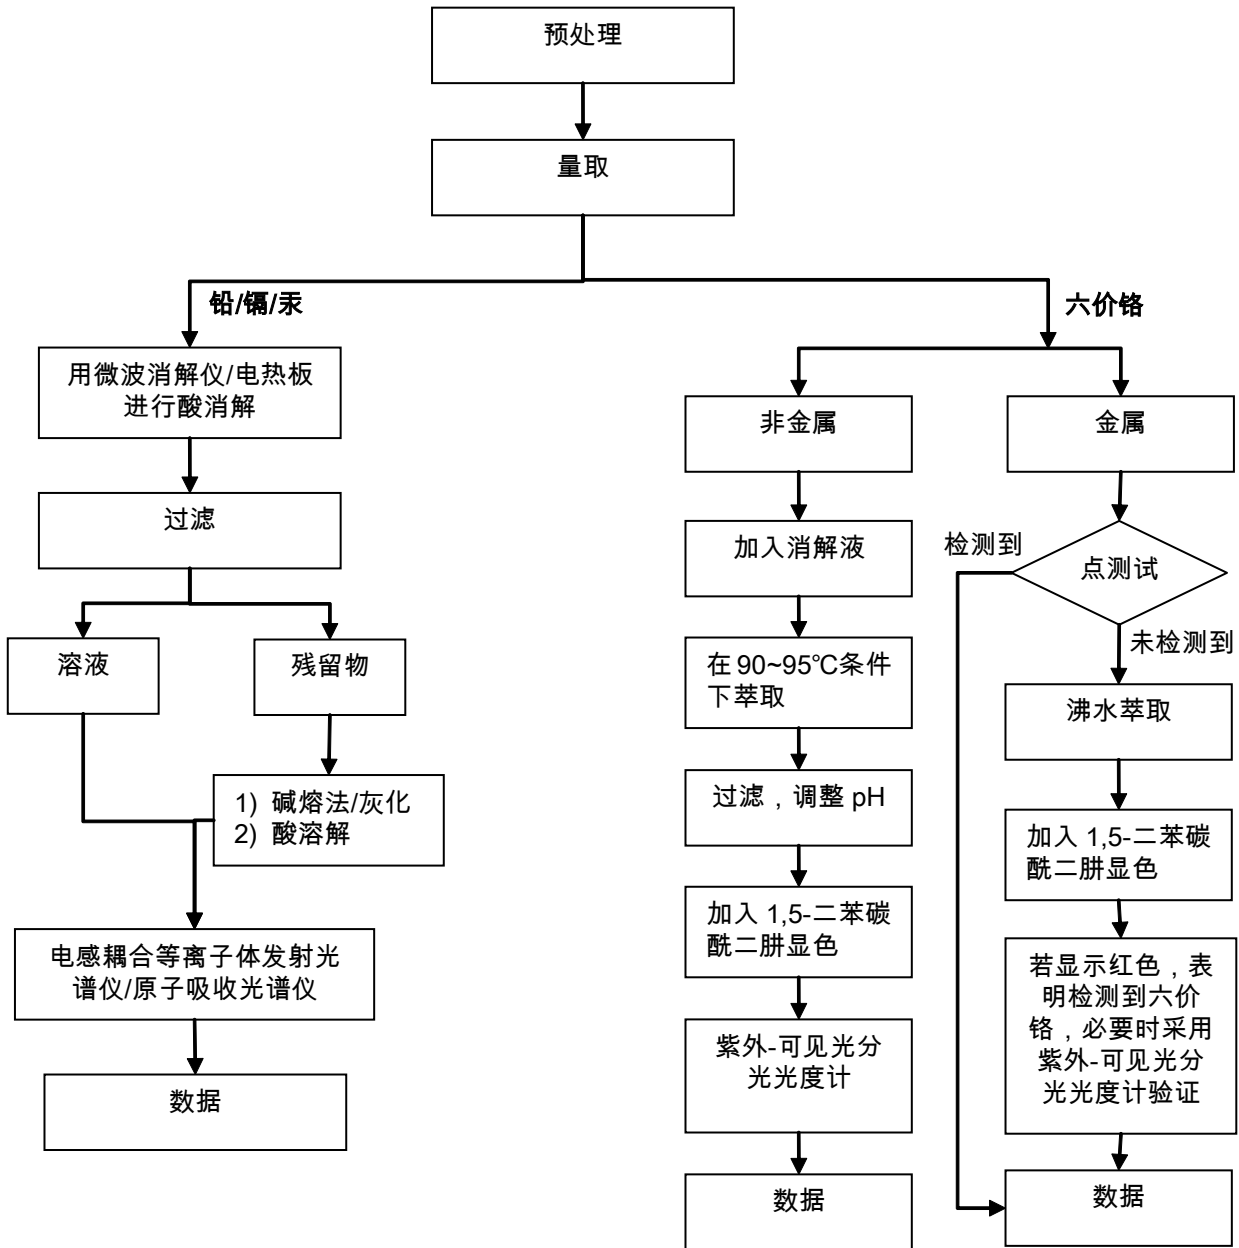 预处理
量取
铅/镉/汞
用微波消解仪/电热板
进行酸消解
过滤
溶液
残留物
1) 碱熔法/灰化
2) 酸溶解
电感耦合等离子体发射光
谱仪/原子吸收光谱仪
数据
六价铬
非金属
加入消解液
在 90~95℃条件
下萃取
过滤，调整 pH
加入 1,5-二苯碳
酰二肼显色
紫外-可见光分
光光度计
数据
金属
检测到
点测试
未检测到
沸水萃取
加入 1,5-二苯碳
酰二肼显色
若显示红色，表
明检测到六价
铬，必要时采用
紫外-可见光分
光光度计验证
数据